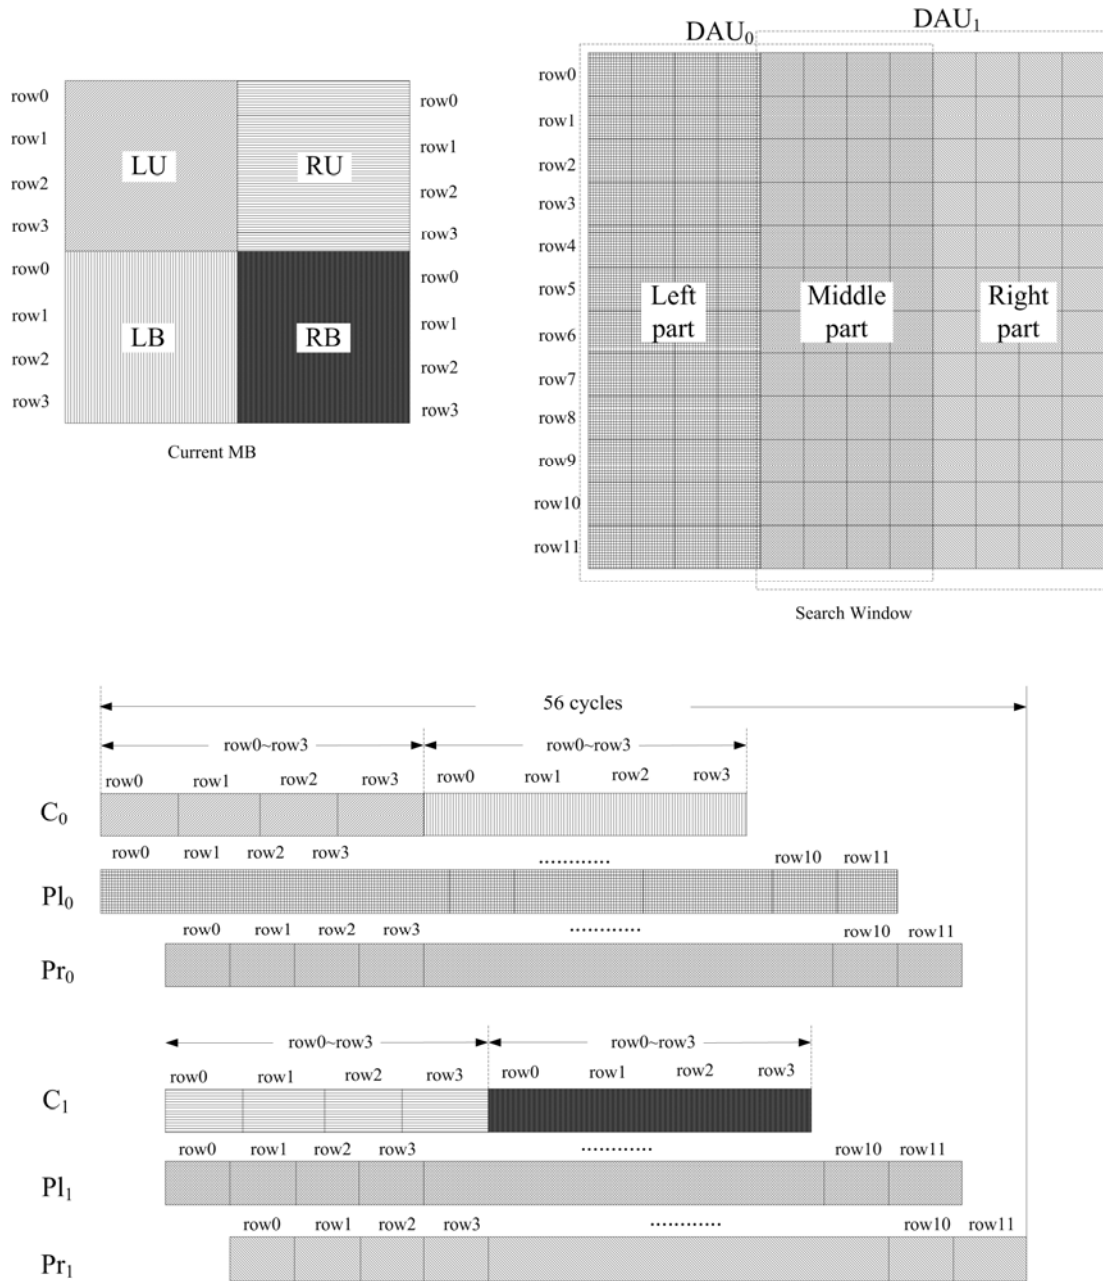 DAU0 DAU1
row0 row0 row0
row1 row1 row1
LU RU
row2 row2 row2
row3 row3 row3
row0 row0 row4
row1 row1 row5
LB RB Left part Middle part Right part
row2 row2 row6
row3 row3 row7
row8
Current MB
row9
row10
row11
Search Window
56 cycles
row0~row3 row0~row3
row0 row1 row2 row3 row0 row1 row2 row3
C0
row0 row1 row2 row3 ............ row10 row11
Pl0
row0 row1 row2 row3 ............ row10 row11
Pr0
row0~row3 row0~row3
row0 row1 row2 row3 row0 row1 row2 row3
C1
row0 row1 row2 row3 ............ row10 row11
Pl1
row0 row1 row2 row3 ............ row10 row11
Pr1